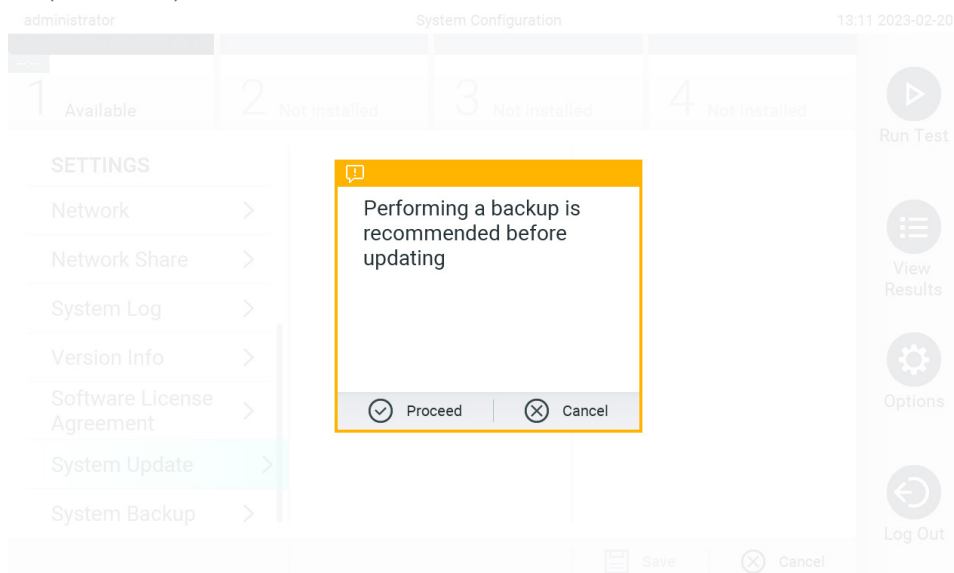 administrator System Configuration 13:11 2023-02-20
1 Available 2 Not installed 3 Not installed 4 Not installed
Run Test
SETTINGS
Network
Network Share
System Log
Version Info
Software License
Agreement
System Update
System Backup
Performing a backup is
recommended before
updating
Proceed Cancel
View
Results
Options
Log Out
Save Cancel